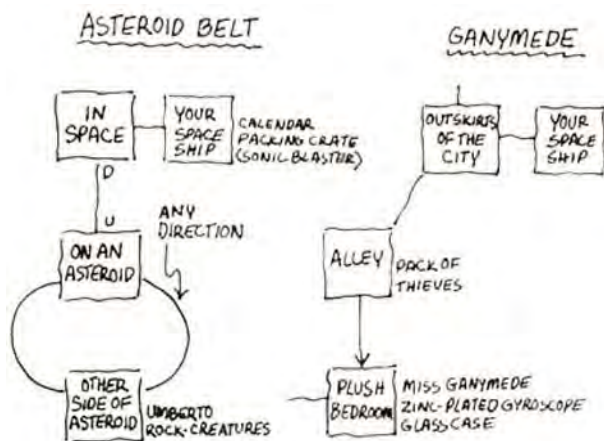 ASTEROID BELT
IN
SPACE
YOUR
SPACE
SHIP
CALENDAR
PACKING CRATE
(SONIC BLASTER)
D
U
ANY
DIRECTION
ON AN
ASTEROID
OTHER
SIDE OF
ASTEROID
UMBERTO
ROCK-CREATURES
GANYMEDE
OUTSKIRTS
OF THE
CITY
YOUR
SPACE
SHIP
ALLEY
PACK OF
THIEVES
PLUSH
BEDROOM
MISS GANYMEDE
ZINC-PLATED GYROSCOPE
GLASS CASE